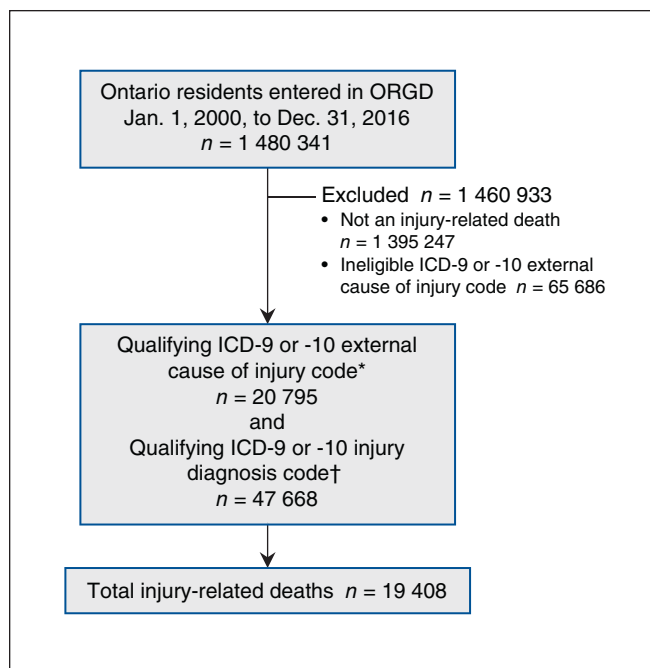 Ontario residents entered in ORGD
Jan. 1, 2000, to Dec. 31, 2016
n = 1 480 341
Excluded n = 1 460 933
• Not an injury-related death
n = 1 395 247
• Ineligible ICD-9 or -10 external
cause of injury code n = 65 686
Qualifying ICD-9 or -10 external
cause of injury code*
n = 20 795
and
Qualifying ICD-9 or -10 injury
diagnosis code†
n = 47 668
Total injury-related deaths n = 19 408